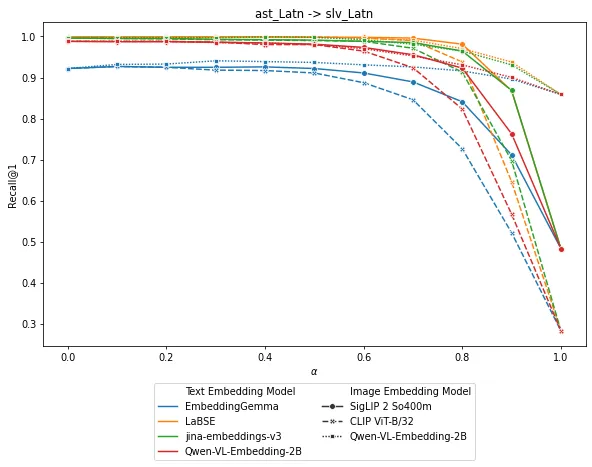 ast_Latn -> slv_Latn
1.0
0.9
0.8
0.7
0.6
0.5
0.4
0.3
Recall@1
0.0 0.2 0.4 0.6 0.8 1.0
α
Text Embedding Model Image Embedding Model
EmbeddingGemma SigLIP 2 So400m
LaBSE CLIP ViT-B/32
jina-embeddings-v3 Qwen-VL-Embedding-2B
Qwen-VL-Embedding-2B